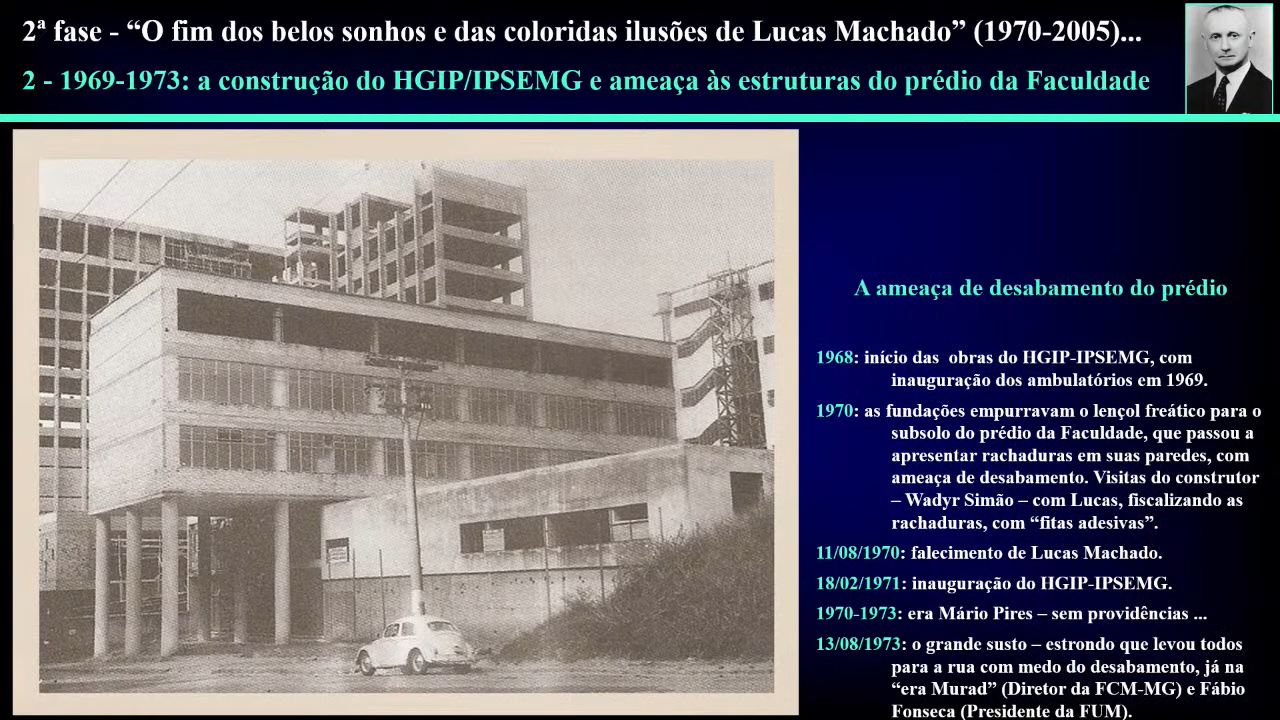 2ª fase - “O fim dos belos sonhos e das coloridas ilusões de Lucas Machado” (1970-2005)...
2 - 1969-1973: a construção do HGIP/IPSEMG e ameaça às estruturas do prédio da Faculdade
A ameaça de desabamento do prédio
1968: início das obras do HGIP-IPSEMG, com
inauguração dos ambulatórios em 1969.
1970: as fundações empurravam o lençol freático para o
subsolo do prédio da Faculdade, que passou a
apresentar rachaduras em suas paredes, com
ameaça de desabamento. Visitas do construtor
– Wadyr Simão – com Lucas, fiscalizando as
rachaduras, com “fitas adesivas”.
11/08/1970: falecimento de Lucas Machado.
18/02/1971: inauguração do HGIP-IPSEMG.
1970-1973: era Mário Pires – sem providências ...
13/08/1973: o grande susto – estrondo que levou todos
para a rua com medo do desabamento, já na
“era Murad” (Diretor da FCM-MG) e Fábio
Fonseca (Presidente da FUM).